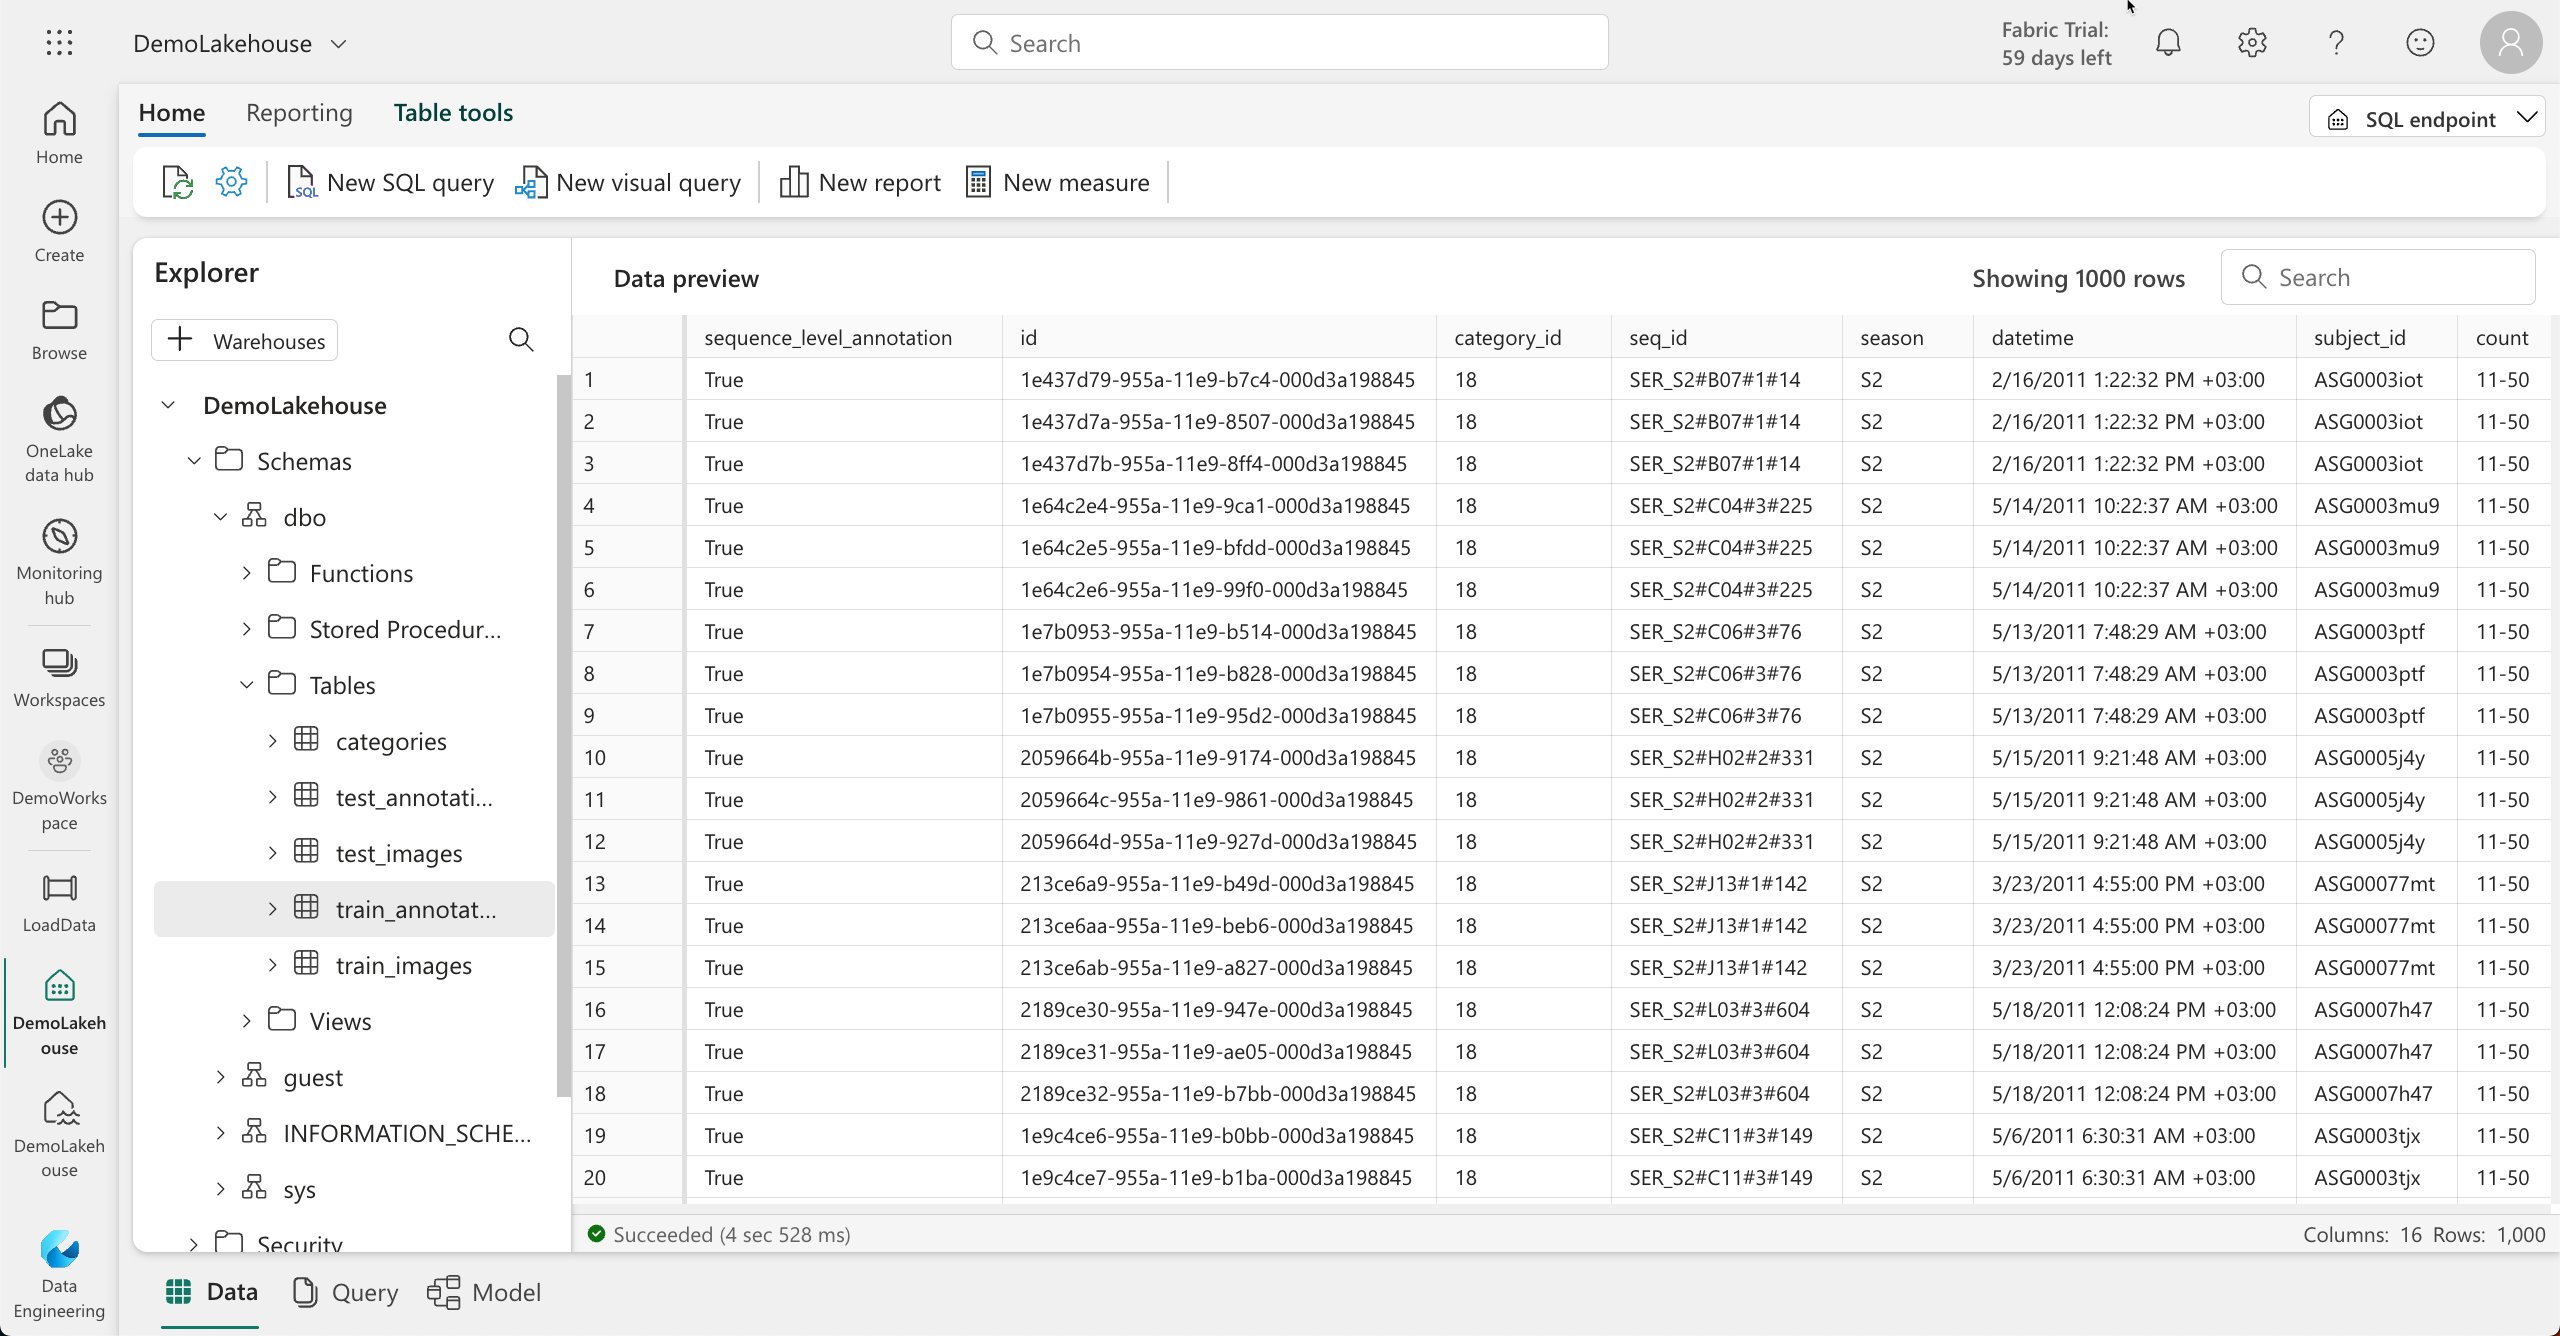 DemoLakehouse
Search
Fabric Trial:
59 days left
Home
Create
Browse
OneLake
data hub
Monitoring
hub
Workspaces
DemoWorks
pace
LoadData
DemoLakeh
ouse
DemoLakeh
ouse
Data
Engineering
Home Reporting Table tools
SQL endpoint
SQL New SQL query New visual query New report New measure
Explorer
Warehouses
DemoLakehouse
Schemas
dbo
Functions
Stored Procedur...
Tables
categories
test_annotati...
test_images
train_annotat...
train_images
Views
guest
INFORMATION_SCHE...
sys
Security
Data preview
Showing 1000 rows
Search
sequence_level_annotation id category_id seq_id season datetime subject_id count
1 True 1e437d79-955a-11e9-b7c4-000d3a198845 18 SER_S2#B07#1#14 S2 2/16/2011 1:22:32 PM +03:00 ASG0003iot 11-50
2 True 1e437d7a-955a-11e9-8507-000d3a198845 18 SER_S2#B07#1#14 S2 2/16/2011 1:22:32 PM +03:00 ASG0003iot 11-50
3 True 1e437d7b-955a-11e9-8ff4-000d3a198845 18 SER_S2#B07#1#14 S2 2/16/2011 1:22:32 PM +03:00 ASG0003iot 11-50
4 True 1e64c2e4-955a-11e9-9ca1-000d3a198845 18 SER_S2#C04#3#225 S2 5/14/2011 10:22:37 AM +03:00 ASG0003mu9 11-50
5 True 1e64c2e5-955a-11e9-bfdd-000d3a198845 18 SER_S2#C04#3#225 S2 5/14/2011 10:22:37 AM +03:00 ASG0003mu9 11-50
6 True 1e64c2e6-955a-11e9-99f0-000d3a198845 18 SER_S2#C04#3#225 S2 5/14/2011 10:22:37 AM +03:00 ASG0003mu9 11-50
7 True 1e7b0953-955a-11e9-b514-000d3a198845 18 SER_S2#C06#3#76 S2 5/13/2011 7:48:29 AM +03:00 ASG0003ptf 11-50
8 True 1e7b0954-955a-11e9-b828-000d3a198845 18 SER_S2#C06#3#76 S2 5/13/2011 7:48:29 AM +03:00 ASG0003ptf 11-50
9 True 1e7b0955-955a-11e9-95d2-000d3a198845 18 SER_S2#C06#3#76 S2 5/13/2011 7:48:29 AM +03:00 ASG0003ptf 11-50
10 True 2059664b-955a-11e9-9174-000d3a198845 18 SER_S2#H02#2#331 S2 5/15/2011 9:21:48 AM +03:00 ASG0005j4y 11-50
11 True 2059664c-955a-11e9-9861-000d3a198845 18 SER_S2#H02#2#331 S2 5/15/2011 9:21:48 AM +03:00 ASG0005j4y 11-50
12 True 2059664d-955a-11e9-927d-000d3a198845 18 SER_S2#H02#2#331 S2 5/15/2011 9:21:48 AM +03:00 ASG0005j4y 11-50
13 True 213ce6a9-955a-11e9-b49d-000d3a198845 18 SER_S2#J13#1#142 S2 3/23/2011 4:55:00 PM +03:00 ASG00077mt 11-50
14 True 213ce6aa-955a-11e9-beb6-000d3a198845 18 SER_S2#J13#1#142 S2 3/23/2011 4:55:00 PM +03:00 ASG00077mt 11-50
15 True 213ce6ab-955a-11e9-a827-000d3a198845 18 SER_S2#J13#1#142 S2 3/23/2011 4:55:00 PM +03:00 ASG00077mt 11-50
16 True 2189ce30-955a-11e9-947e-000d3a198845 18 SER_S2#L03#3#604 S2 5/18/2011 12:08:24 PM +03:00 ASG0007h47 11-50
17 True 2189ce31-955a-11e9-ae05-000d3a198845 18 SER_S2#L03#3#604 S2 5/18/2011 12:08:24 PM +03:00 ASG0007h47 11-50
18 True 2189ce32-955a-11e9-b7bb-000d3a198845 18 SER_S2#L03#3#604 S2 5/18/2011 12:08:24 PM +03:00 ASG0007h47 11-50
19 True 1e9c4ce6-955a-11e9-b0bb-000d3a198845 18 SER_S2#C11#3#149 S2 5/6/2011 6:30:31 AM +03:00 ASG0003tjx 11-50
20 True 1e9c4ce7-955a-11e9-b1ba-000d3a198845 18 SER_S2#C11#3#149 S2 5/6/2011 6:30:31 AM +03:00 ASG0003tjx 11-50
Succeeded (4 sec 528 ms)
Columns: 16 Rows: 1,000
Data Query Model